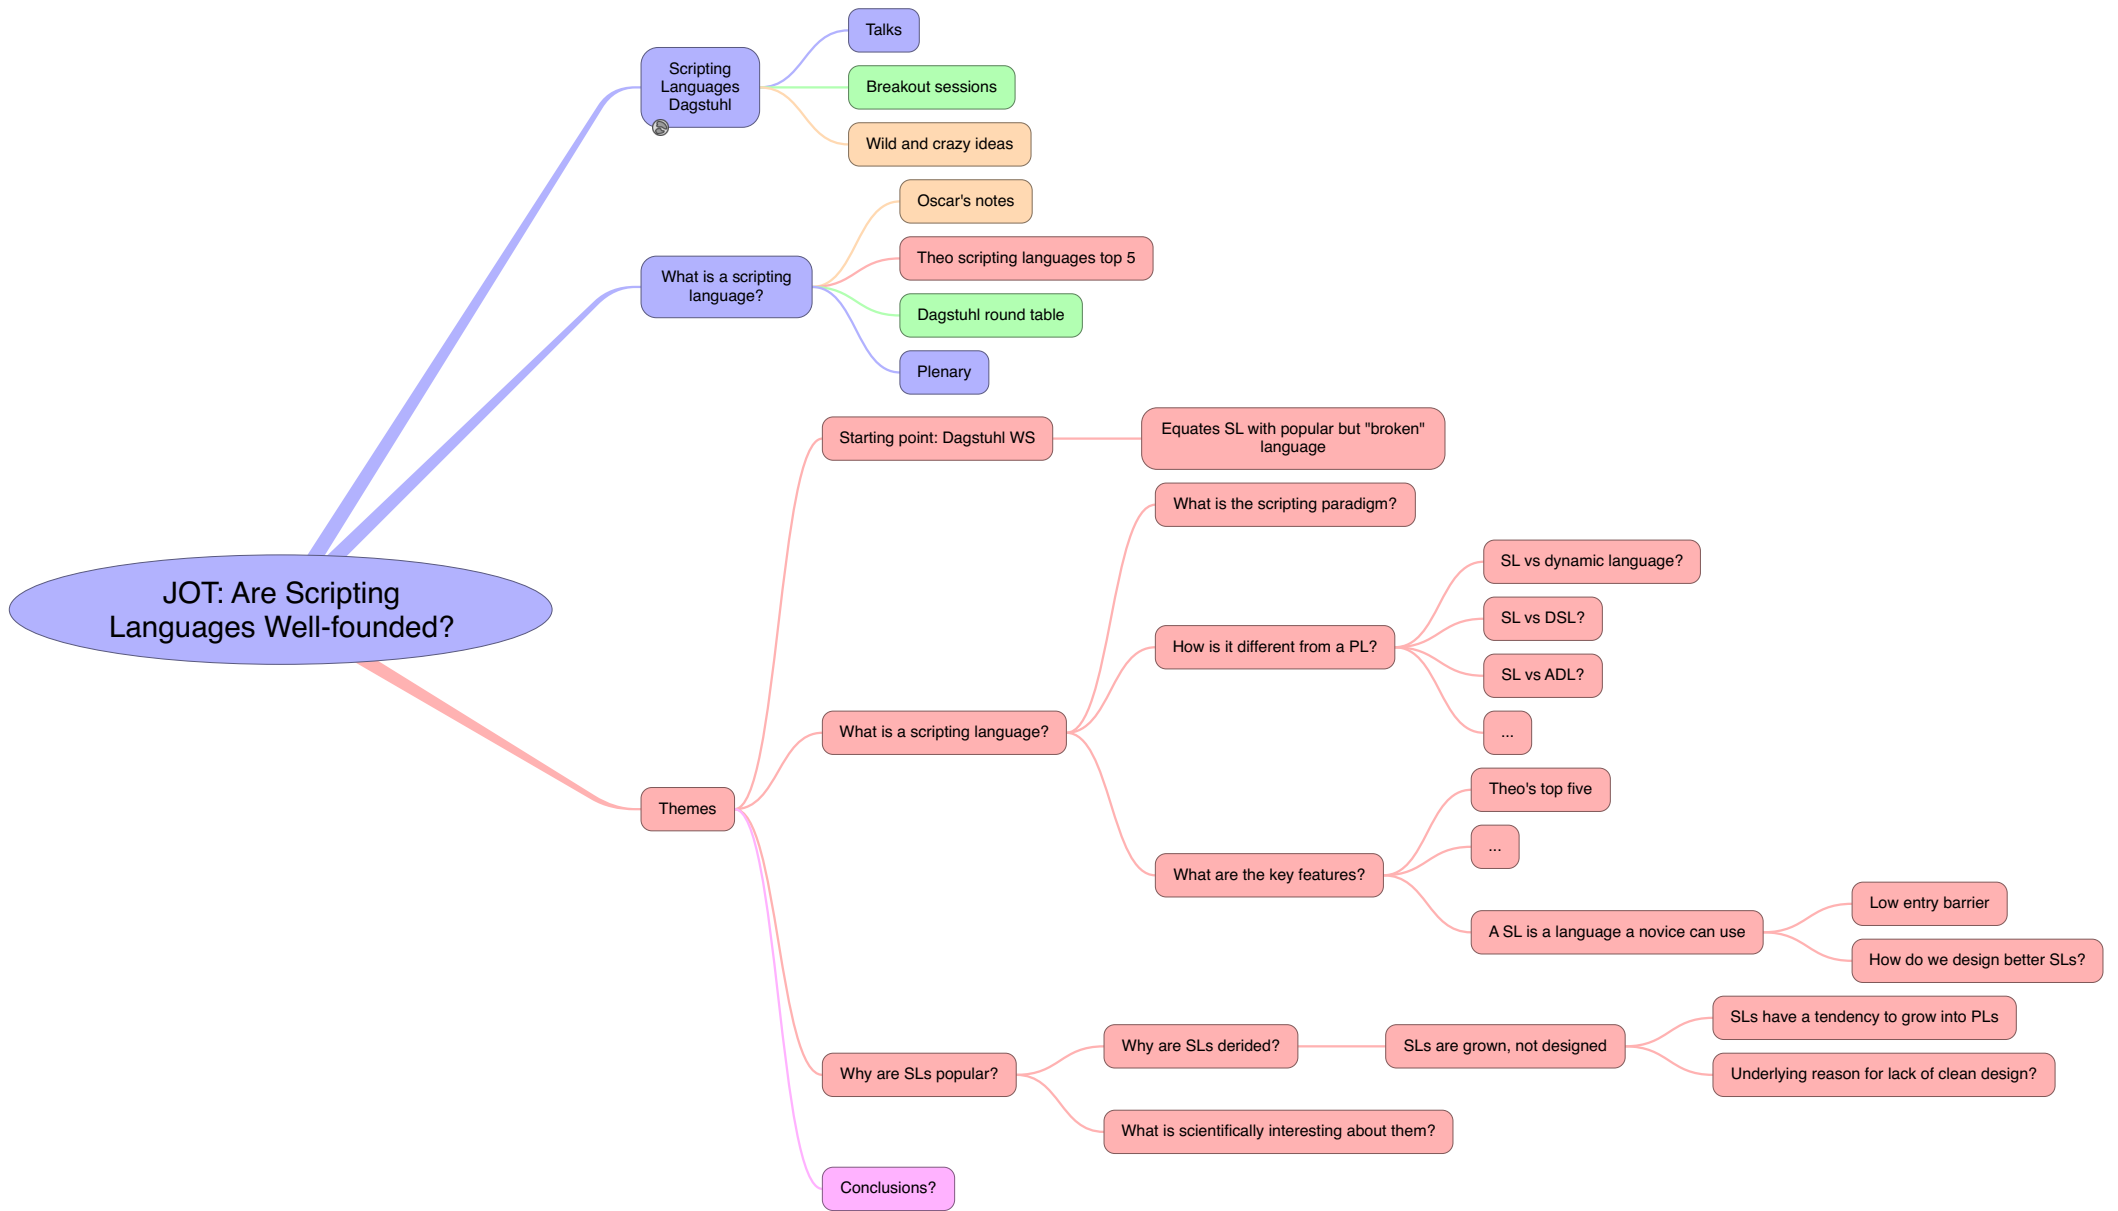 Talks
Scripting
Languages
Dagstuhl
Breakout sessions
Wild and crazy ideas
Oscar's notes
What is a scripting
language?
Theo scripting languages top 5
Dagstuhl round table
Plenary
Starting point: Dagstuhl WS
Equates SL with popular but "broken"
language
What is the scripting paradigm?
SL vs dynamic language?
JOT: Are Scripting
Languages Well-founded?
SL vs DSL?
How is it different from a PL?
SL vs ADL?
...
What is a scripting language?
Theo's top five
Themes
...
What are the key features?
Low entry barrier
A SL is a language a novice can use
How do we design better SLs?
SLs have a tendency to grow into PLs
Why are SLs derided?
SLs are grown, not designed
Why are SLs popular?
Underlying reason for lack of clean design?
What is scientifically interesting about them?
Conclusions?